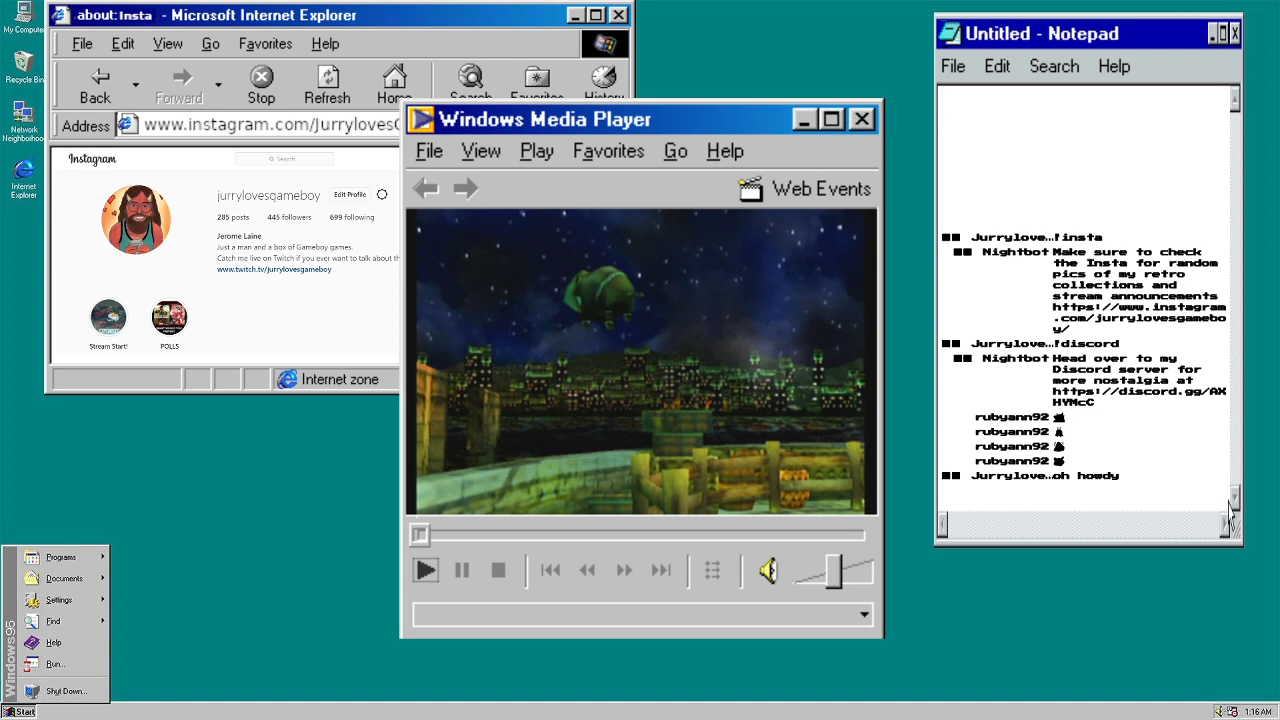 My Compute
Recycle Bin
Network
Neighborhoo
Internet
Explorer
about:Insta - Microsoft Internet Explorer
File Edit View Go Favorites Help
Back Forward Stop Refresh Home Search Favorites History
Address www.instagram.com/Jurryloves
Instagram
Search
jurrylovesgameboy Edit Profile
285 posts 445 followers 699 following
Jerome Laine
Just a man and a box of Gameboy games.
Catch me live on Twitch if you ever want to talk about th
www.twitch.tv/jurrylovesgameboy
Stream Start! POLLS
Internet zone
Windows Media Player
File View Play Favorites Go Help
Web Events
Untitled - Notepad
File Edit Search Help
Jurrylove…!insta
Nightbot Make sure to check
the Insta for random
pics of my retro
collections and
stream announcements
https://www.instagram
.com/jurrylovesgamebo
y/
Jurrylove…!discord
Nightbot Head over to my
Discord server for
more nostalgia at
https://discord.gg/AX
HYMcC
rubyann92
rubyann92
rubyann92
rubyann92
Jurrylove…oh howdy
Programs
Documents
Settings
Find
Help
Run...
Shut Down...
Windows95
Start
1:16 AM